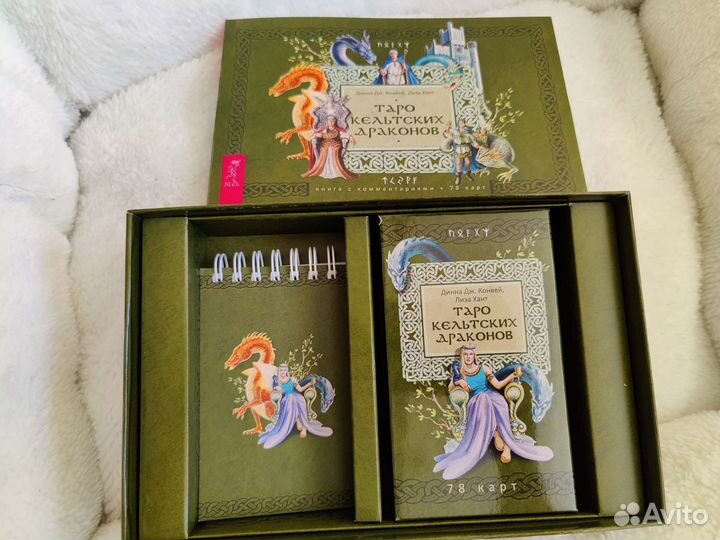 Динна Дж. Конвей, Лиза Хант
ТАРО
КЕЛЬТСКИХ
ДРАКОНОВ
книга с комментариями + 78 карт
Динна Дж. Конвей,
Лиза Хант
ТАРО
КЕЛЬТСКИХ
ДРАКОНОВ
78 карт
Avito